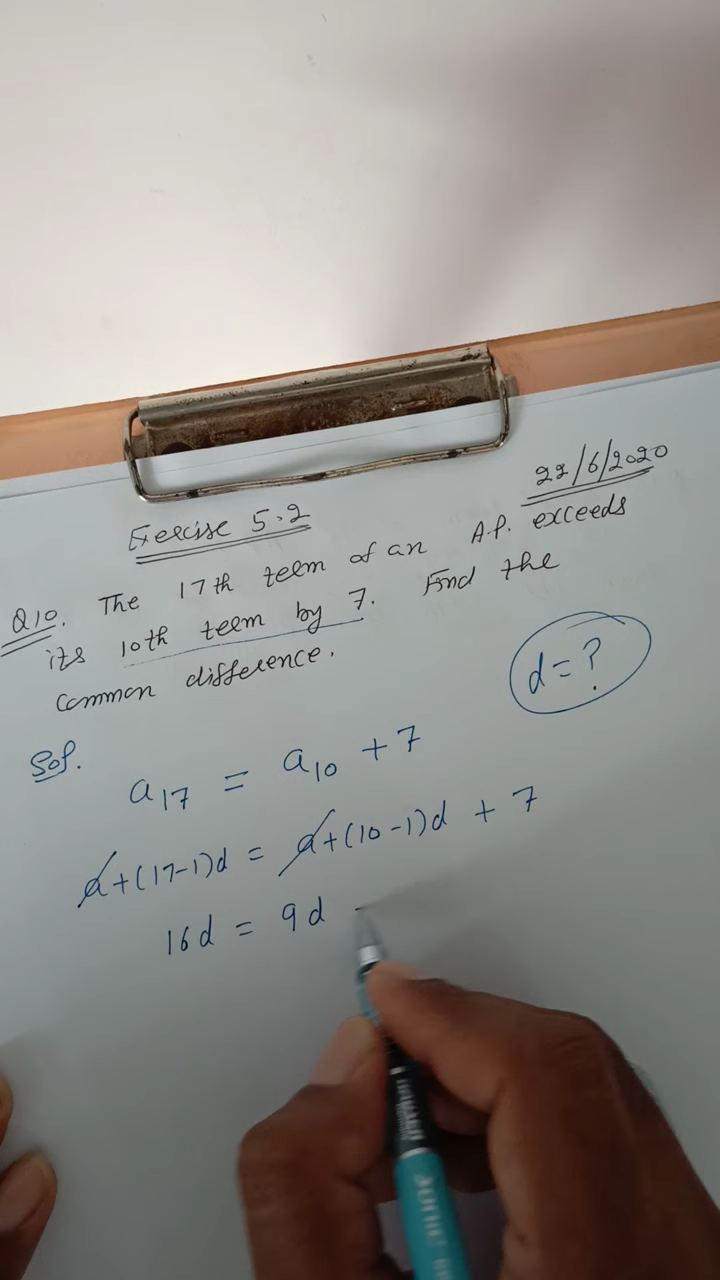 22/6/2020
Exercise 5.2
Q10. The 17th term of an A.P. exceeds
its 10th term by 7. Find the
common difference.
d = ?
Sol.
a17 = a10 + 7
a+(17-1)d = a+(10-1)d + 7
16d = 9d